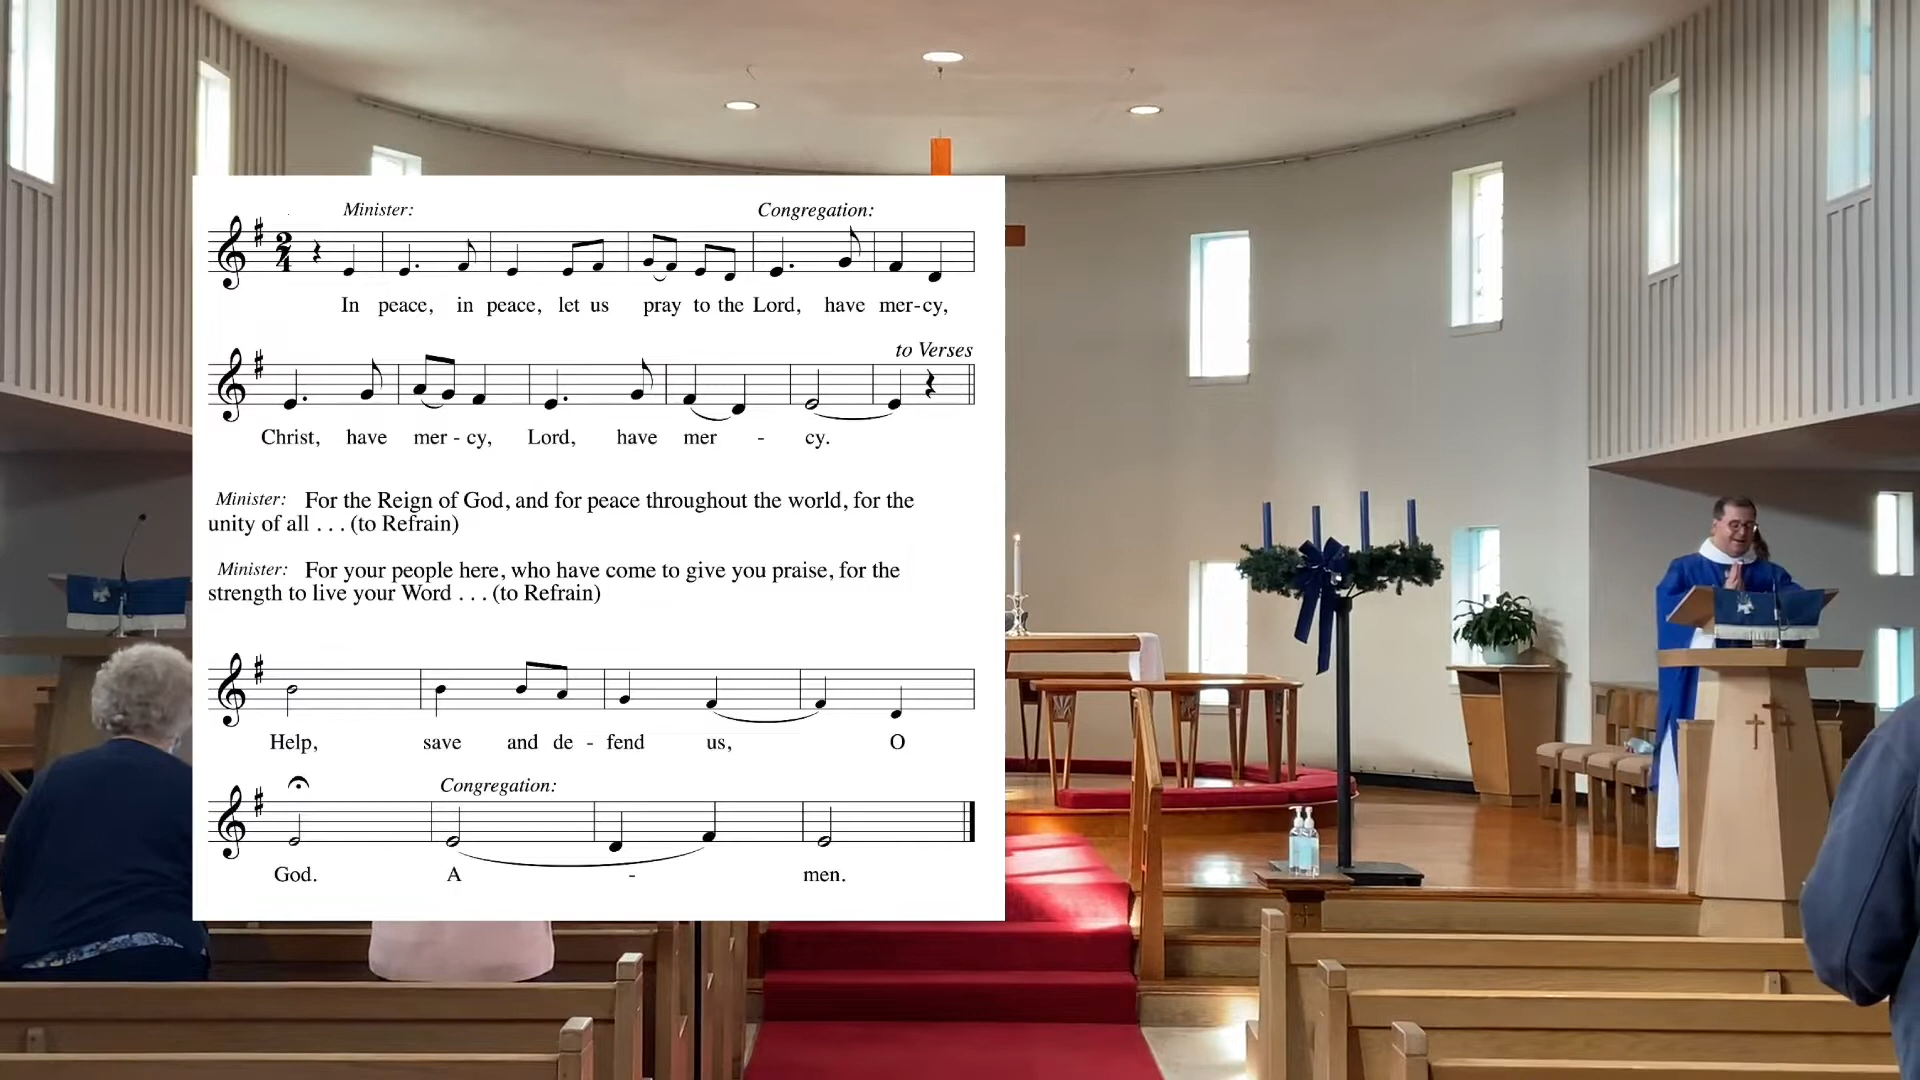 Minister: Congregation:
2
4
In peace, in peace, let us pray to the Lord, have mer-cy,
to Verses
Christ, have mer - cy, Lord, have mer - cy.
Minister: For the Reign of God, and for peace throughout the world, for the
unity of all . . . (to Refrain)
Minister: For your people here, who have come to give you praise, for the
strength to live your Word . . . (to Refrain)
Help, save and de - fend us, O
Congregation:
God. A - men.